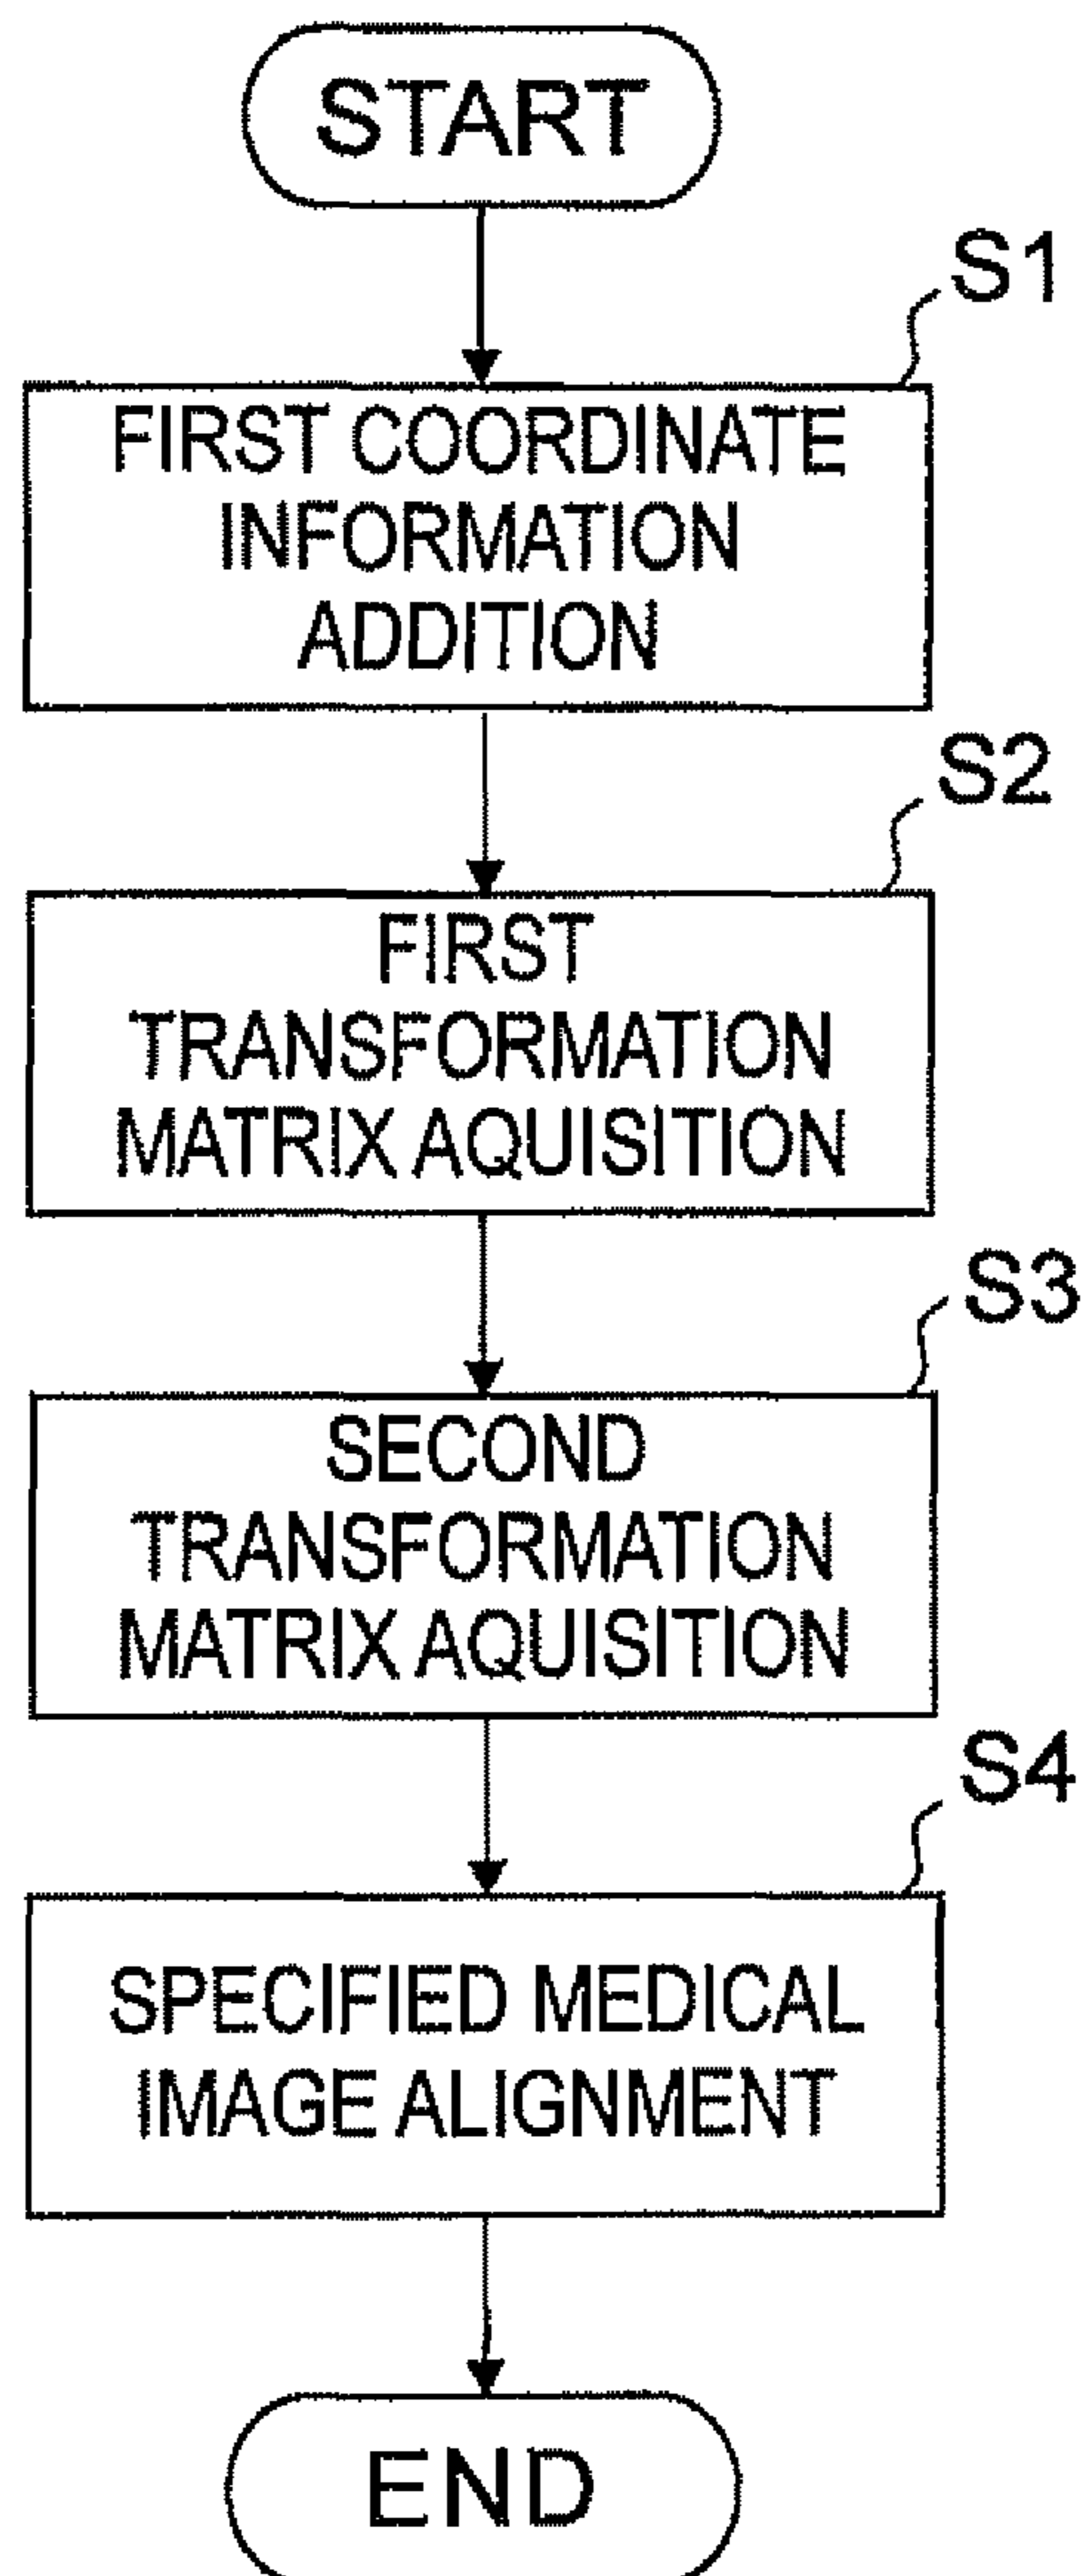 START
S1
FIRST COORDINATE
INFORMATION
ADDITION
S2
FIRST
TRANSFORMATION
MATRIX AQUISITION
S3
SECOND
TRANSFORMATION
MATRIX AQUISITION
S4
SPECIFIED MEDICAL
IMAGE ALIGNMENT
END